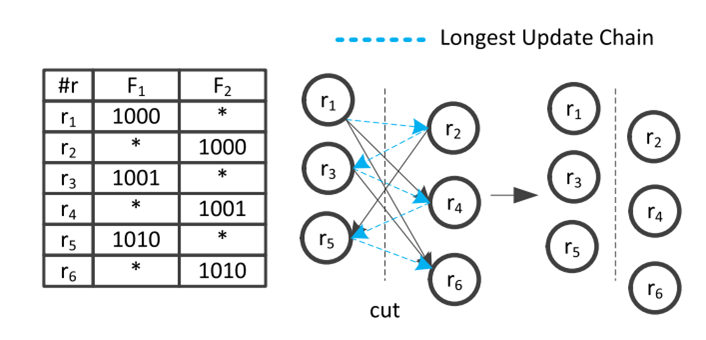 Longest Update Chain
#r F₁ F₂
r₁ 1000 *
r₂ * 1000
r₃ 1001 *
r₄ * 1001
r₅ 1010 *
r₆ * 1010
r₁
r₂
r₃
r₄
r₅
r₆
cut
r₁
r₂
r₃
r₄
r₅
r₆